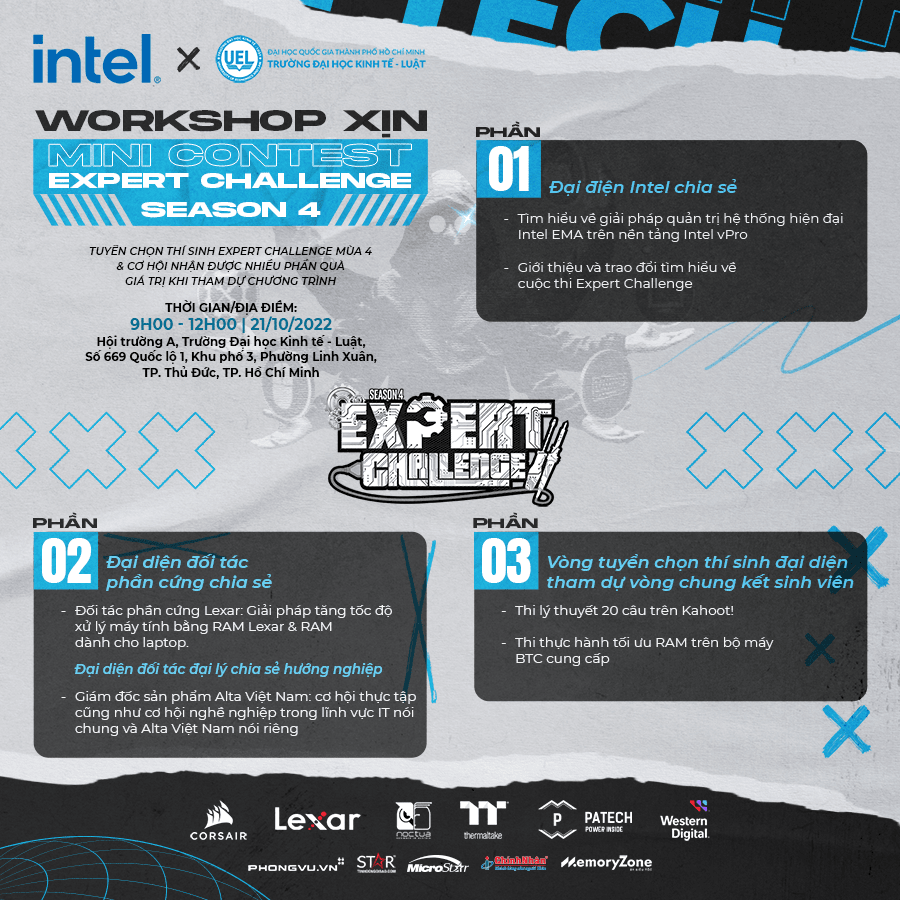 intel.
UEL
ĐẠI HỌC QUỐC GIA THÀNH PHỐ HỒ CHÍ MINH
TRƯỜNG ĐẠI HỌC KINH TẾ - LUẬT
WORKSHOP XỊN
MINI CONTEST
EXPERT CHALLENGE
SEASON 4
TUYỂN CHỌN THÍ SINH EXPERT CHALLENGE MÙA 4
& CƠ HỘI NHẬN ĐƯỢC NHIỀU PHẦN QUÀ
GIÁ TRỊ KHI THAM DỰ CHƯƠNG TRÌNH
THỜI GIAN/ĐỊA ĐIỂM:
9H00 - 12H00 | 21/10/2022
Hội trường A, Trường Đại học Kinh tế - Luật,
Số 669 Quốc lộ 1, Khu phố 3, Phường Linh Xuân,
TP. Thủ Đức, TP. Hồ Chí Minh
PHẦN
01
Đại điện Intel chia sẻ
- Tìm hiểu về giải pháp quản trị hệ thống hiện đại
Intel EMA trên nền tảng Intel vPro
- Giới thiệu và trao đổi tìm hiểu về
cuộc thi Expert Challenge
SEASON 4
EXPERT
CHALLENGE
PHẦN
02
Đại diện đối tác
phần cứng chia sẻ
- Đối tác phần cứng Lexar: Giải pháp tăng tốc độ
xử lý máy tính bằng RAM Lexar & RAM
dành cho laptop.
Đại diện đối tác đại lý chia sẻ hướng nghiệp
- Giám đốc sản phẩm Alta Việt Nam: cơ hội thực tập
cũng như cơ hội nghề nghiệp trong lĩnh vực IT nói
chung và Alta Việt Nam nói riêng
PHẦN
03
Vòng tuyển chọn thí sinh đại diện
tham dự vòng chung kết sinh viên
- Thi lý thuyết 20 câu trên Kahoot!
- Thi thực hành tối ưu RAM trên bộ máy
BTC cung cấp
CORSAIR
Lexar
noctua
thermaltake
P
PATECH
POWER INSIDE
Western
Digital.
PHONGVU.VN
STAR
MicroStar
ChínhNhân
MemoryZone